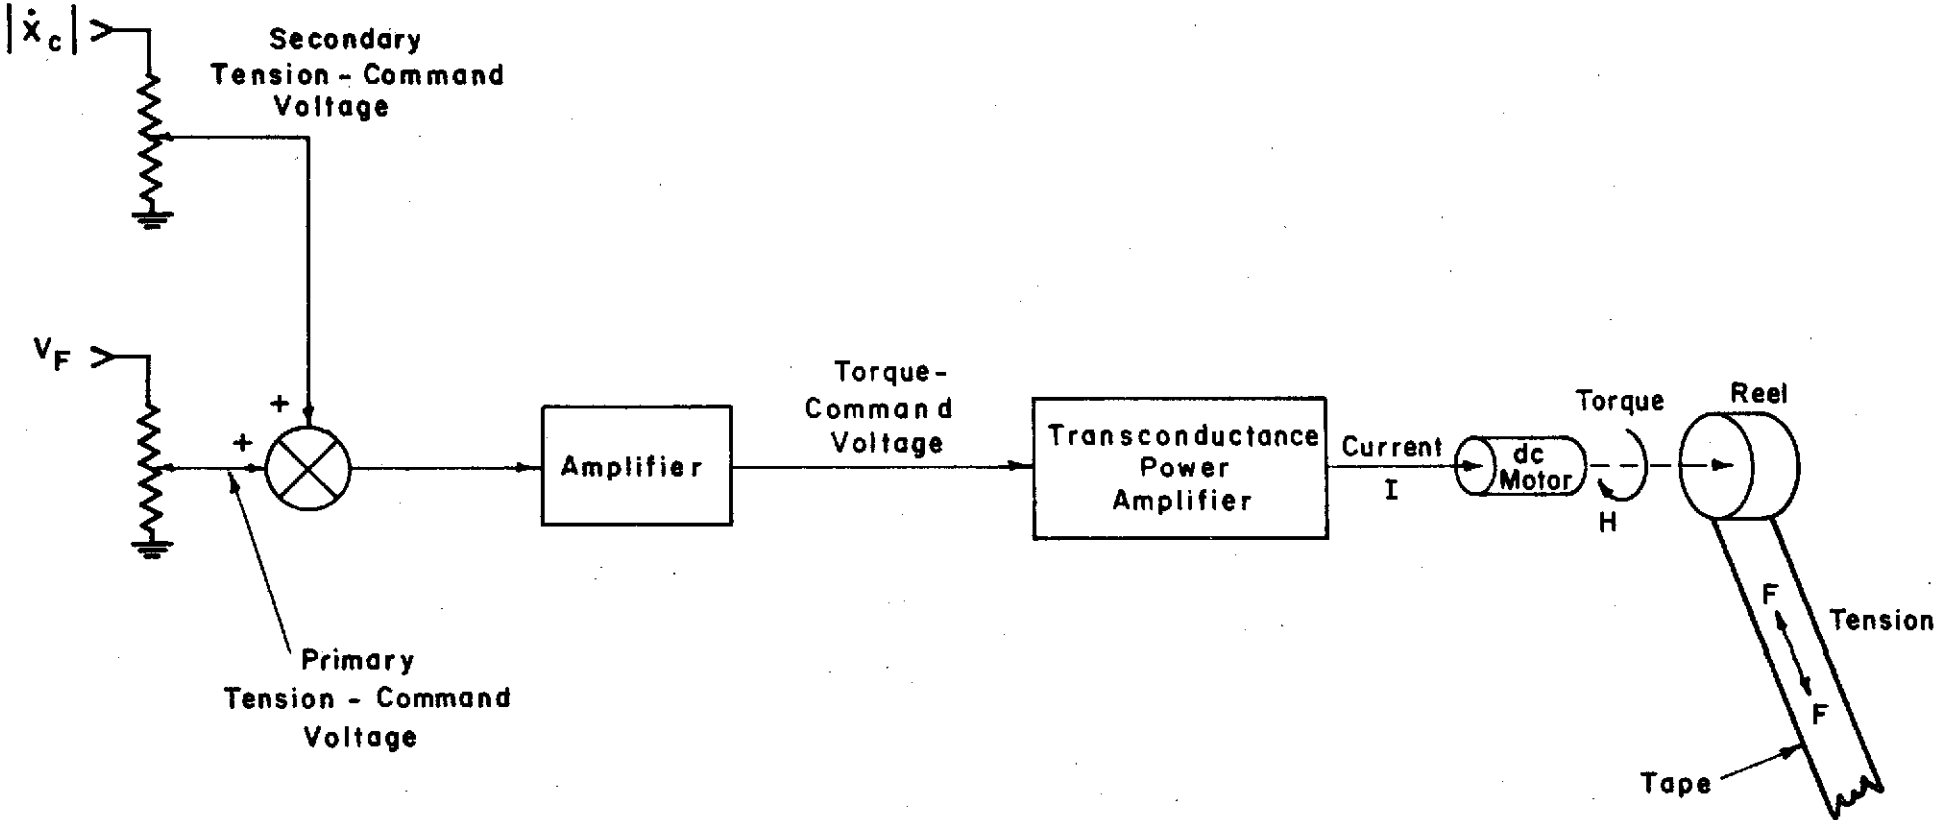 |Ẋc|
Secondary
Tension - Command
Voltage
VF
+
+
Primary
Tension - Command
Voltage
Amplifier
Torque-
Command
Voltage
Transconductance
Power
Amplifier
Current
I
dc
Motor
Torque
H
Reel
F
F
Tension
Tape